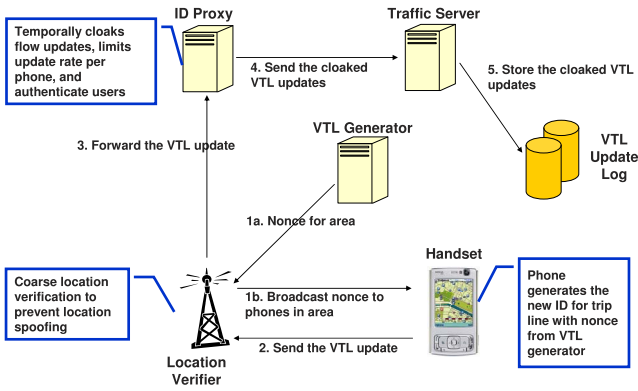 ID Proxy
Traffic Server
Temporally cloaks
flow updates, limits
update rate per
phone, and
authenticate users
4. Send the cloaked
VTL updates
5. Store the cloaked VTL
updates
3. Forward the VTL update
VTL Generator
VTL
Update
Log
1a. Nonce for area
Handset
Coarse location
verification to
prevent location
spoofing
1b. Broadcast nonce to
phones in area
Phone
generates the
new ID for trip
line with nonce
from VTL
generator
2. Send the VTL update
Location
Verifier